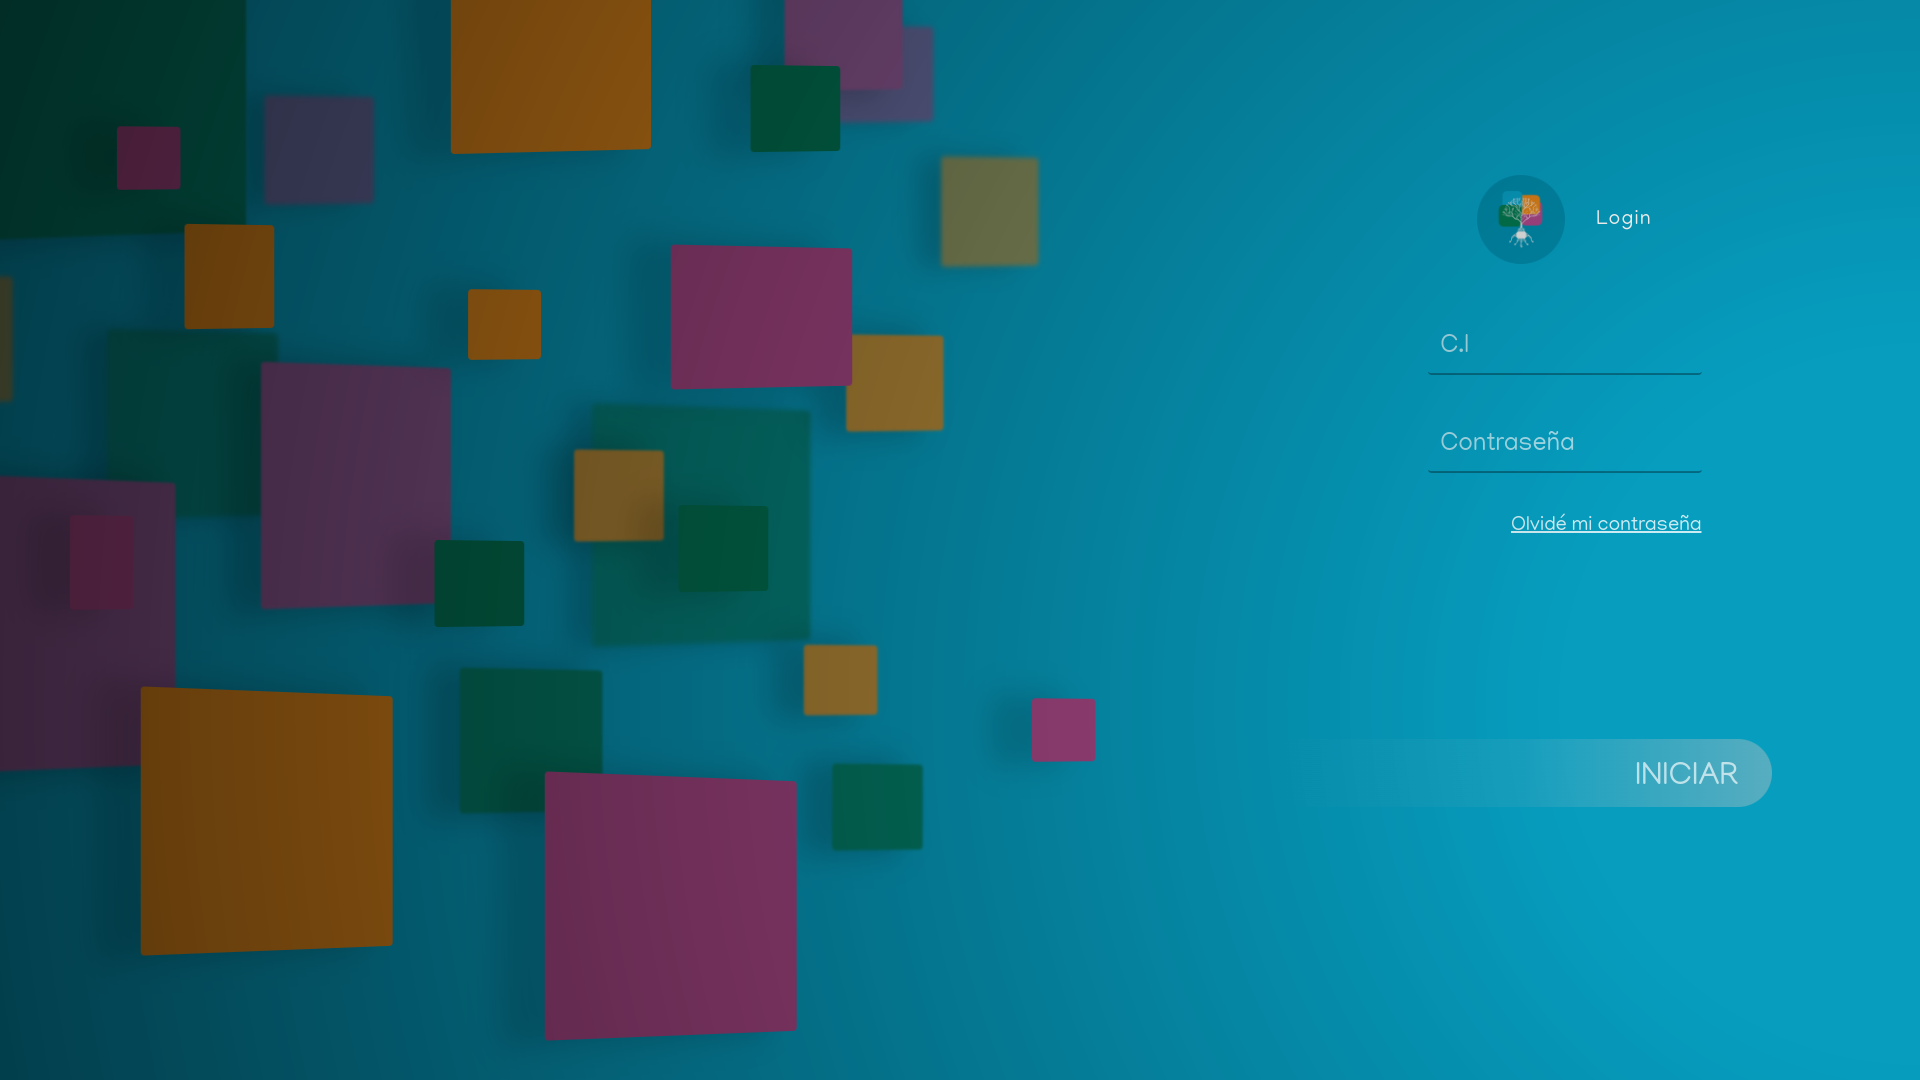 Login
C.I
Contraseña
Olvidé mi contraseña
INICIAR